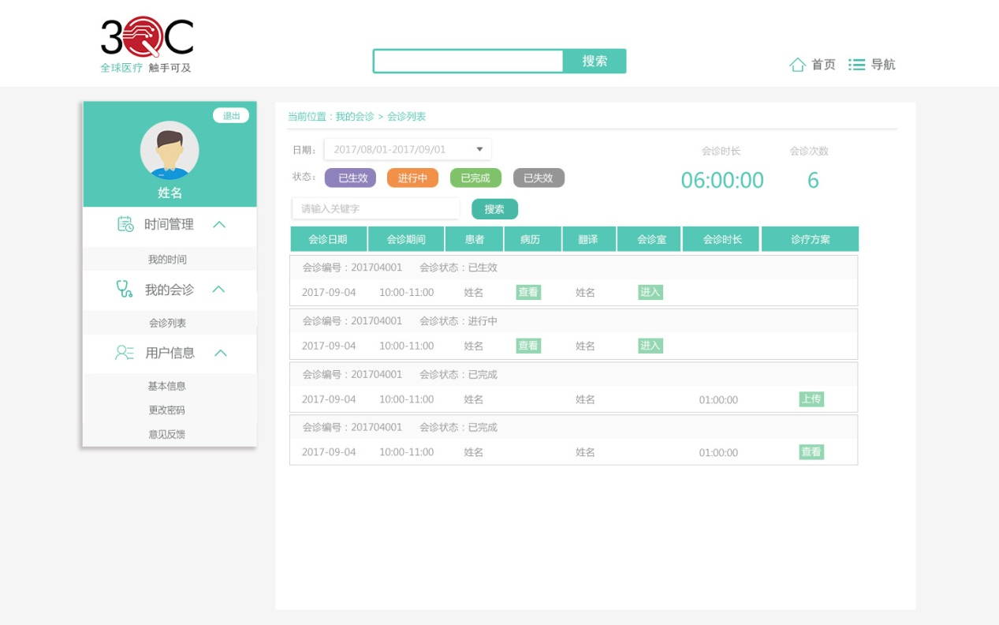 3QC
全球医疗 触手可及
搜索
首页 导航
退出
姓名
时间管理
我的时间
我的会诊
会诊列表
用户信息
基本信息
更改密码
意见反馈
当前位置：我的会诊 > 会诊列表
日期： 2017/08/01-2017/09/01
状态： 已生效 进行中 已完成 已失效
请输入关键字 搜索
会诊时长 会诊次数
06:00:00 6
会诊日期 会诊期间 患者 病历 翻译 会诊室 会诊时长 诊疗方案
会诊编号：201704001 会诊状态：已生效
2017-09-04 10:00-11:00 姓名 查看 姓名 进入
会诊编号：201704001 会诊状态：进行中
2017-09-04 10:00-11:00 姓名 查看 姓名 进入
会诊编号：201704001 会诊状态：已完成
2017-09-04 10:00-11:00 姓名 姓名 01:00:00 上传
会诊编号：201704001 会诊状态：已完成
2017-09-04 10:00-11:00 姓名 姓名 01:00:00 查看